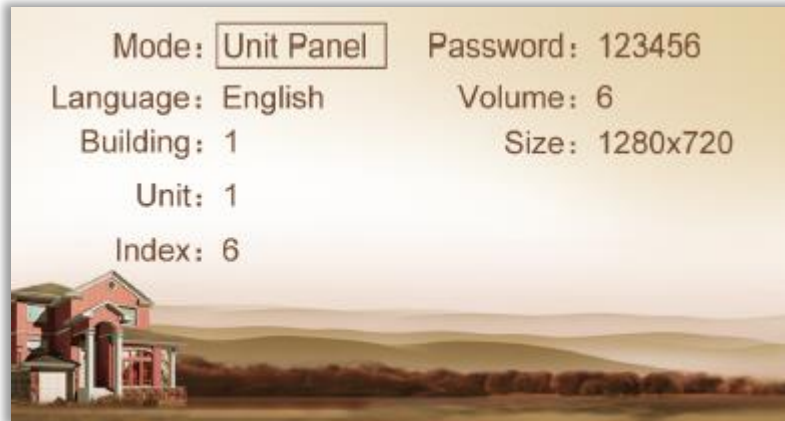 Mode: Unit Panel
Language: English
Building: 1
Unit: 1
Index: 6
Password: 123456
Volume: 6
Size: 1280x720